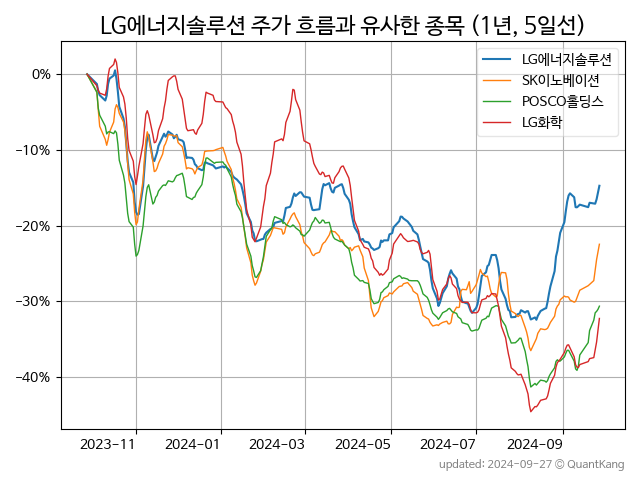 LG에너지솔루션 주가 흐름과 유사한 종목 (1년, 5일선)
LG에너지솔루션
SK이노베이션
POSCO홀딩스
LG화학
0%
−10%
−20%
−30%
−40%
2023-11 2024-01 2024-03 2024-05 2024-07 2024-09
updated: 2024-09-27 © QuantKang